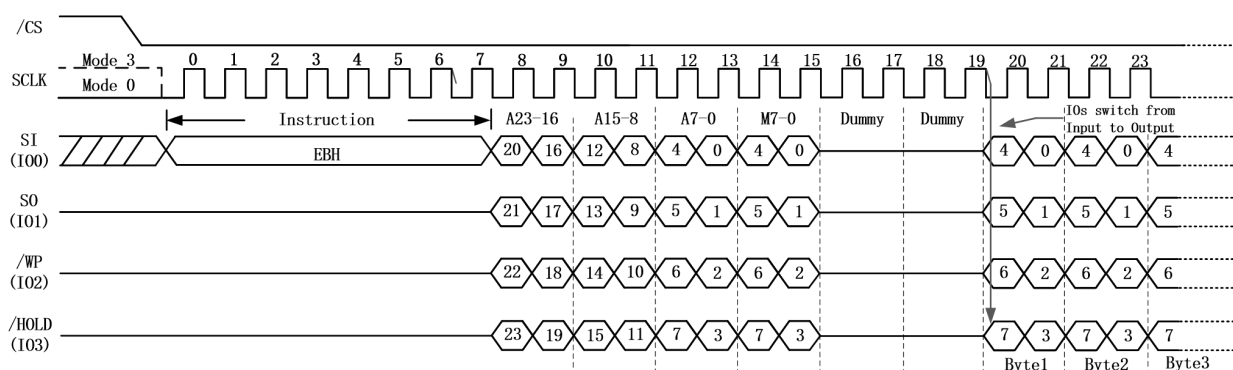 /CS
Mode 3 0 1 2 3 4 5 6 7 8 9 10 11 12 13 14 15 16 17 18 19 20 21 22 23
SCLK
Mode 0
Instruction A23-16 A15-8 A7-0 M7-0 Dummy Dummy IOs switch from
Input to Output
SI
(IO0)
EBH 20 16 12 8 4 0 4 0 4 0 4 0 4
SO
(IO1)
21 17 13 9 5 1 5 1 5 1 5 1 5
/WP
(IO2)
22 18 14 10 6 2 6 2 6 2 6 2 6
/HOLD
(IO3)
23 19 15 11 7 3 7 3 7 3 7 3 7
Byte1 Byte2 Byte3